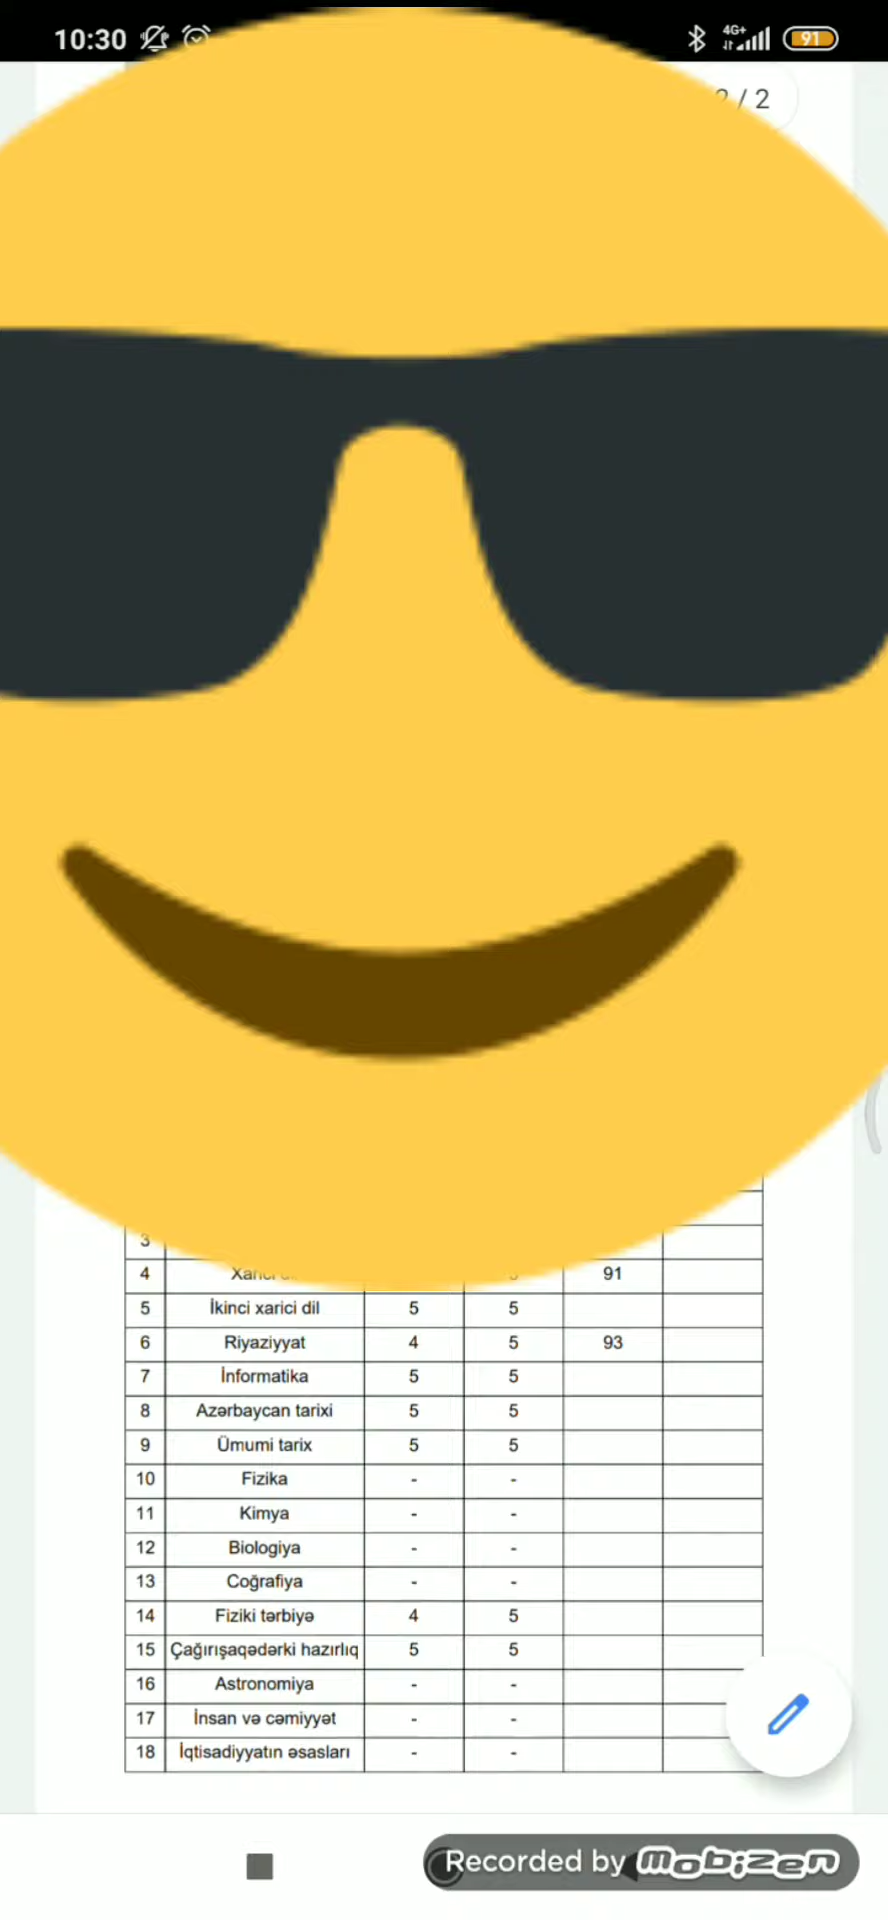 10:30 4G+ 91
/ 2
3
4 91
5 İkinci xarici dil 5 5
6 Riyaziyyat 4 5 93
7 İnformatika 5 5
8 Azərbaycan tarixi 5 5
9 Ümumi tarix 5 5
10 Fizika - -
11 Kimya - -
12 Biologiya - -
13 Coğrafiya - -
14 Fiziki tərbiyə 4 5
15 Çağırışaqədərki hazırlıq 5 5
16 Astronomiya - -
17 İnsan və cəmiyyət - -
18 İqtisadiyyatın əsasları - -
Recorded by Mobizen